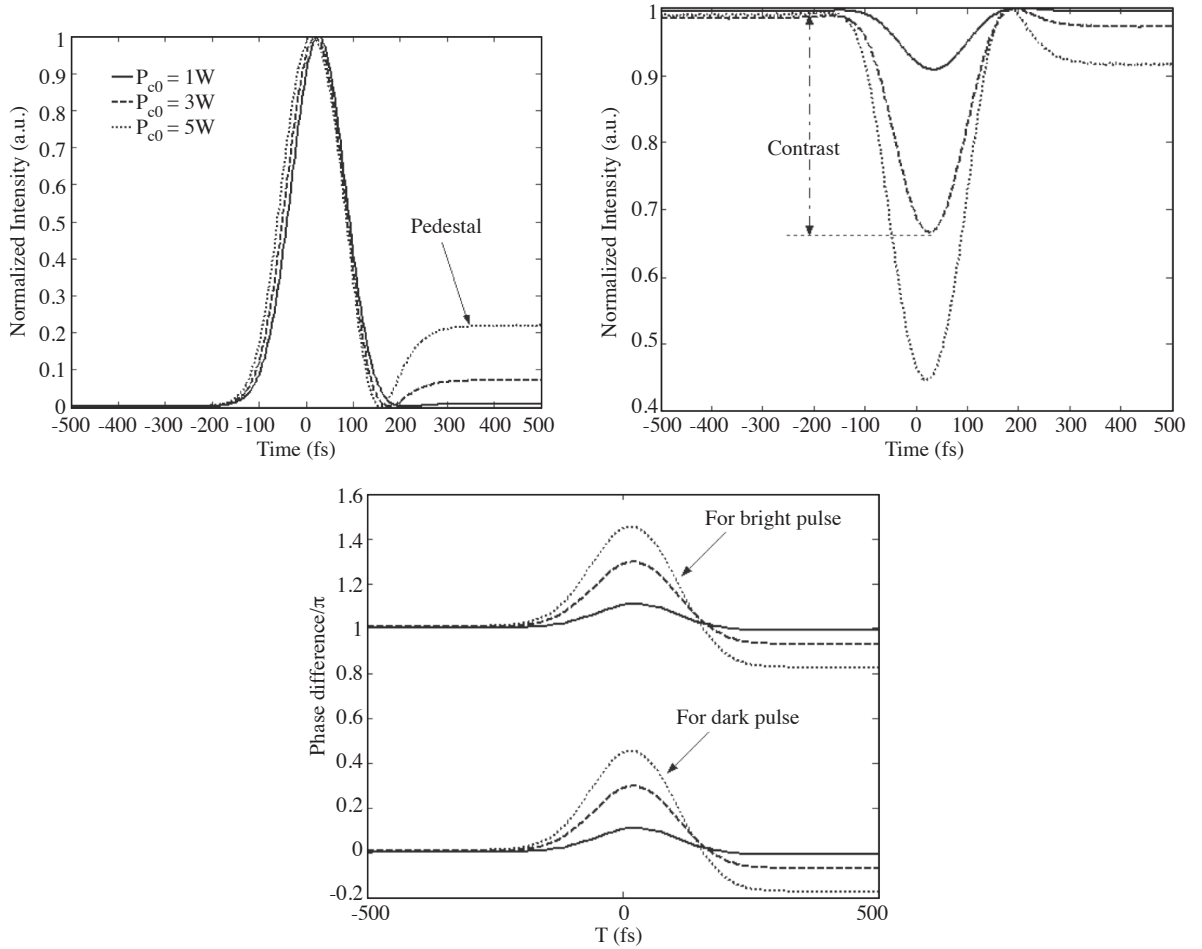 Normalized Intensity (a.u.)
1
0.9
0.8
0.7
0.6
0.5
0.4
0.3
0.2
0.1
0
P_c0 = 1W
P_c0 = 3W
P_c0 = 5W
Pedestal
-500 -400 -300 -200 -100 0 100 200 300 400 500
Time (fs)
Normalized Intensity (a.u.)
1
0.9
0.8
0.7
0.6
0.5
0.4
Contrast
-500 -400 -300 -200 -100 0 100 200 300 400 500
Time (fs)
Phase difference/π
1.6
1.4
1.2
1
0.8
0.6
0.4
0.2
0
-0.2
For bright pulse
For dark pulse
-500 0 500
T (fs)